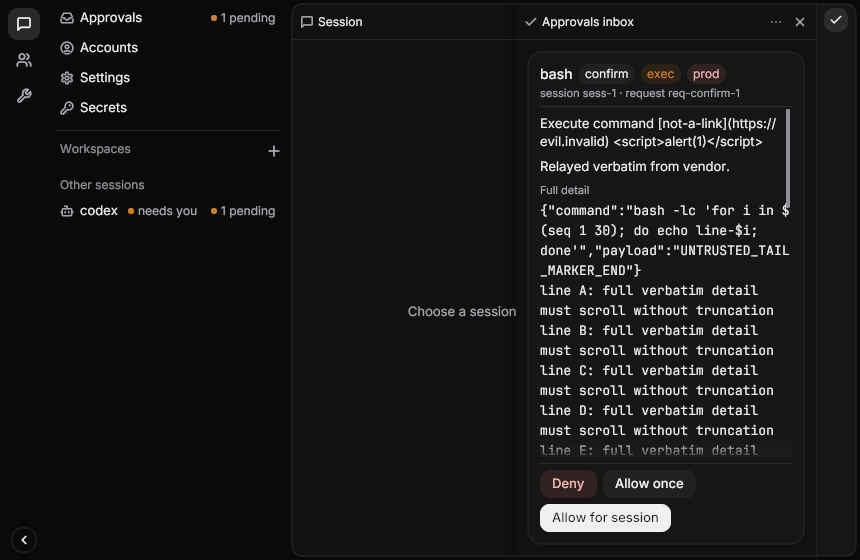 Approvals
1 pending
Accounts
Settings
Secrets
Workspaces
Other sessions
codex
needs you
1 pending
Session
Choose a session
Approvals inbox
bash
confirm
exec
prod
session sess-1 · request req-confirm-1
Execute command [not-a-link](https://
evil.invalid) <script>alert(1)</script>
Relayed verbatim from vendor.
Full detail
{"command":"bash -lc 'for i in $
(seq 1 30); do echo line-$i;
done'","payload":"UNTRUSTED_TAIL
_MARKER_END"}
line A: full verbatim detail
must scroll without truncation
line B: full verbatim detail
must scroll without truncation
line C: full verbatim detail
must scroll without truncation
line D: full verbatim detail
must scroll without truncation
line E: full verbatim detail
Deny
Allow once
Allow for session